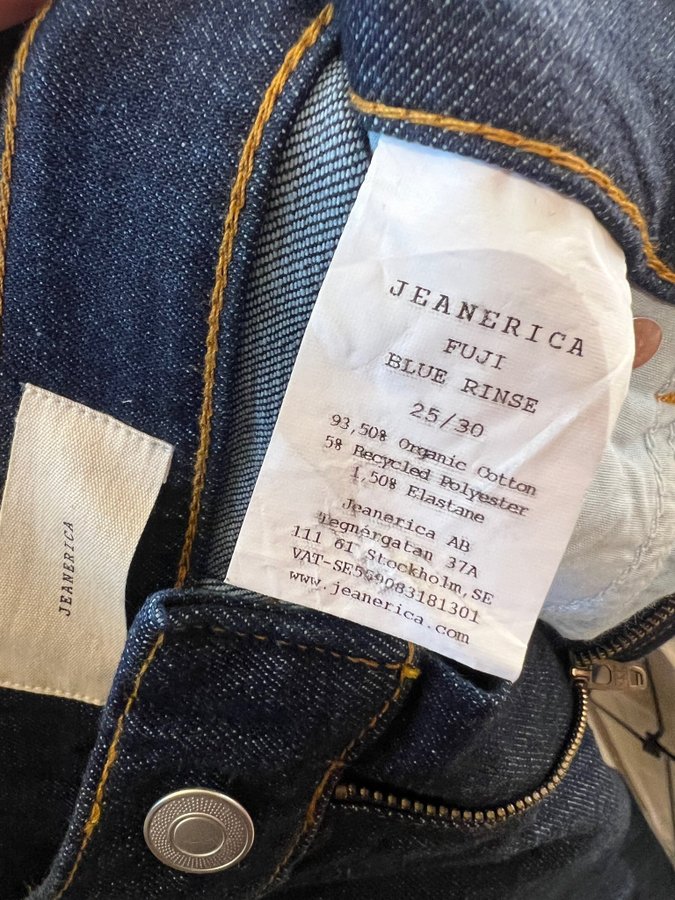 JEANERICA
FUJI
BLUE RINSE
25/30
93,50% Organic Cotton
5% Recycled Polyester
1,50% Elastane
Jeanerica AB
Tegnérgatan 37A
111 61 Stockholm,SE
VAT-SE569083181301
www.jeanerica.com
JEANERICA